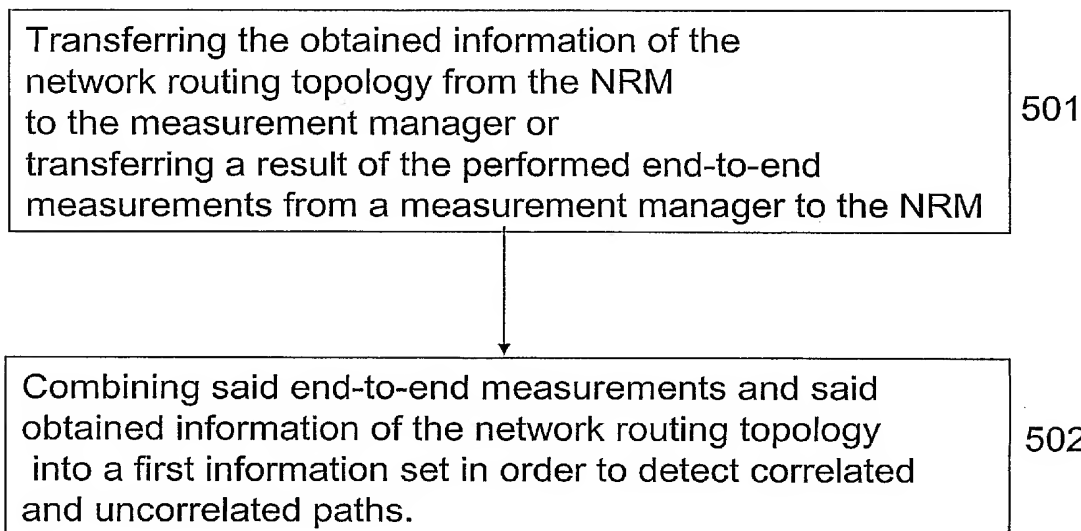 Transferring the obtained information of the
network routing topology from the NRM
to the measurement manager or
transferring a result of the performed end-to-end
measurements from a measurement manager to the NRM
501
Combining said end-to-end measurements and said
obtained information of the network routing topology
into a first information set in order to detect correlated
and uncorrelated paths.
502